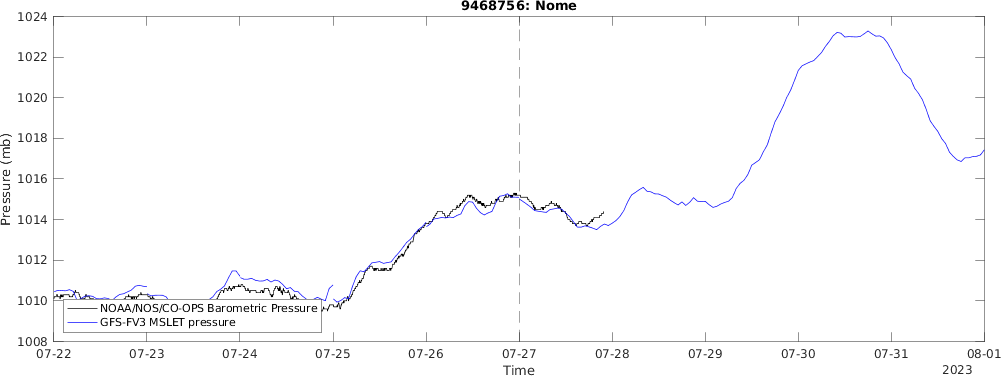 9468756: Nome
Pressure (mb)
1024
1022
1020
1018
1016
1014
1012
1010
1008
NOAA/NOS/CO-OPS Barometric Pressure
GFS-FV3 MSLET pressure
07-22 07-23 07-24 07-25 07-26 07-27 07-28 07-29 07-30 07-31 08-01
Time
2023